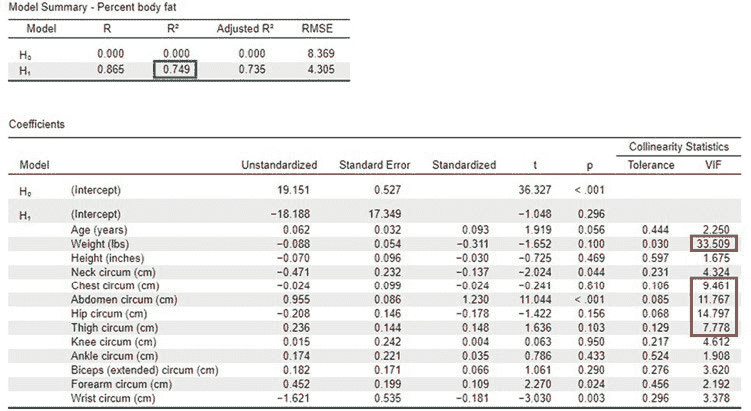 Model Summary - Percent body fat
Model R R² Adjusted R² RMSE
H₀ 0.000 0.000 0.000 8.369
H₁ 0.865 0.749 0.735 4.305
Coefficients
Collinearity Statistics
Model Unstandardized Standard Error Standardized t p Tolerance VIF
H₀ (Intercept) 19.151 0.527 36.327 < .001
H₁ (Intercept) −18.188 17.349 −1.048 0.296
Age (years) 0.062 0.032 0.093 1.919 0.056 0.444 2.250
Weight (lbs) −0.088 0.054 −0.311 −1.652 0.100 0.030 33.509
Height (inches) −0.070 0.096 −0.030 −0.725 0.469 0.597 1.675
Neck circum (cm) −0.471 0.232 −0.137 −2.024 0.044 0.231 4.324
Chest circum (cm) −0.024 0.099 −0.024 −0.241 0.810 0.106 9.461
Abdomen circum (cm) 0.955 0.086 1.230 11.044 < .001 0.085 11.767
Hip circum (cm) −0.208 0.146 −0.178 −1.422 0.156 0.068 14.797
Thigh circum (cm) 0.236 0.144 0.148 1.636 0.103 0.129 7.778
Knee circum (cm) 0.015 0.242 0.004 0.063 0.950 0.217 4.612
Ankle circum (cm) 0.174 0.221 0.035 0.786 0.433 0.524 1.908
Biceps (extended) circum (cm) 0.182 0.171 0.066 1.061 0.290 0.276 3.620
Forearm circum (cm) 0.452 0.199 0.109 2.270 0.024 0.456 2.192
Wrist circum (cm) −1.621 0.535 −0.181 −3.030 0.003 0.296 3.378